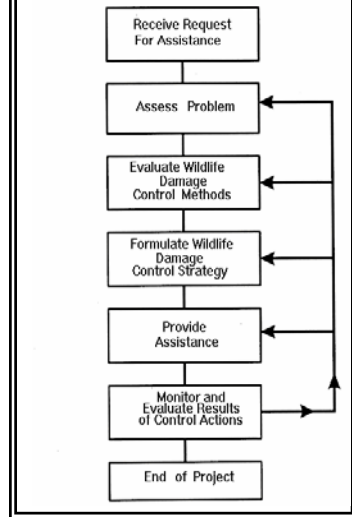 Receive Request
For Assistance
Assess Problem
Evaluate Wildlife
Damage
Control Methods
Formulate Wildlife
Damage
Control Strategy
Provide
Assistance
Monitor and
Evaluate Results
of Control Actions
End of Project